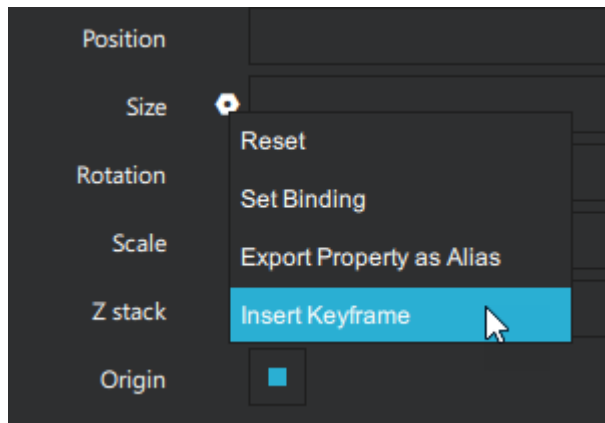 Position
Size
Reset
Set Binding
Rotation
Scale
Export Property as Alias
Z stack
Insert Keyframe
Origin